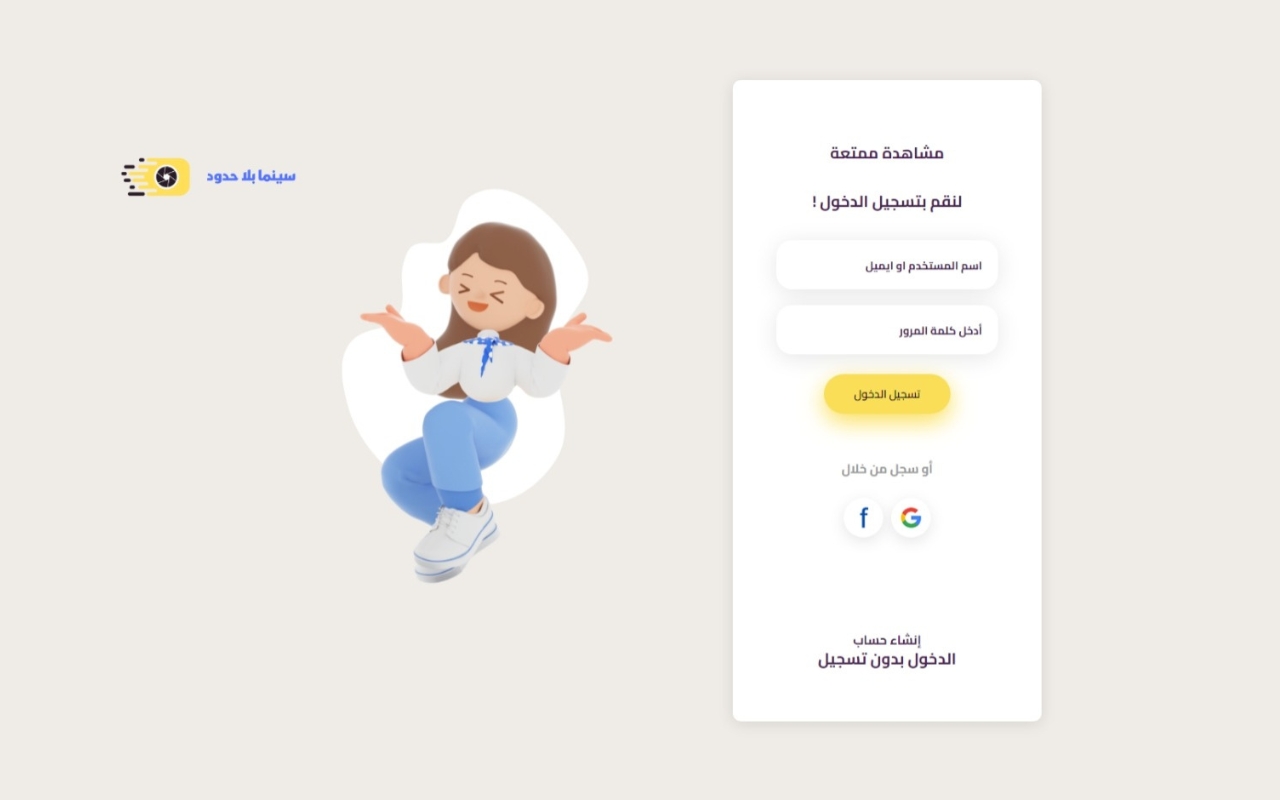 سينما بلا حدود
مشاهدة ممتعة
لنقم بتسجيل الدخول !
اسم المستخدم او ايميل
أدخل كلمة المرور
تسجيل الدخول
أو سجل من خلال
f G
إنشاء حساب
الدخول بدون تسجيل